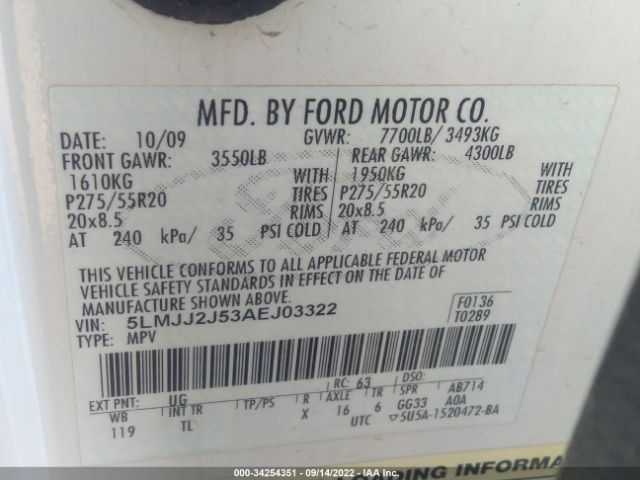 MFD. BY FORD MOTOR CO.
DATE: 10/09 GVWR: 7700LB/ 3493KG
FRONT GAWR: 3550LB REAR GAWR: 4300LB
1610KG WITH 1950KG WITH
P275/55R20 TIRES P275/55R20 TIRES
20x8.5 RIMS 20x8.5 RIMS
AT 240 kPa/ 35 PSI COLD AT 240 kPa/ 35 PSI COLD
THIS VEHICLE CONFORMS TO ALL APPLICABLE FEDERAL MOTOR
VEHICLE SAFETY STANDARDS IN EFFECT ON THE DATE OF
MANUFACTURE SHOWN ABOVE.
VIN: 5LMJJ2J53AEJ03322 F0136
TYPE: MPV T0289
EXT PNT: UG RC: 63 DSO:
WB INT TR TP/PS R AXLE TR SPR AB714
119 TL X 16 6 GG33 A0A
UTC ▽5U5A-1520472-BA
LOADING INFORMA
000-34254351 | 09/14/2022 | IAA Inc.